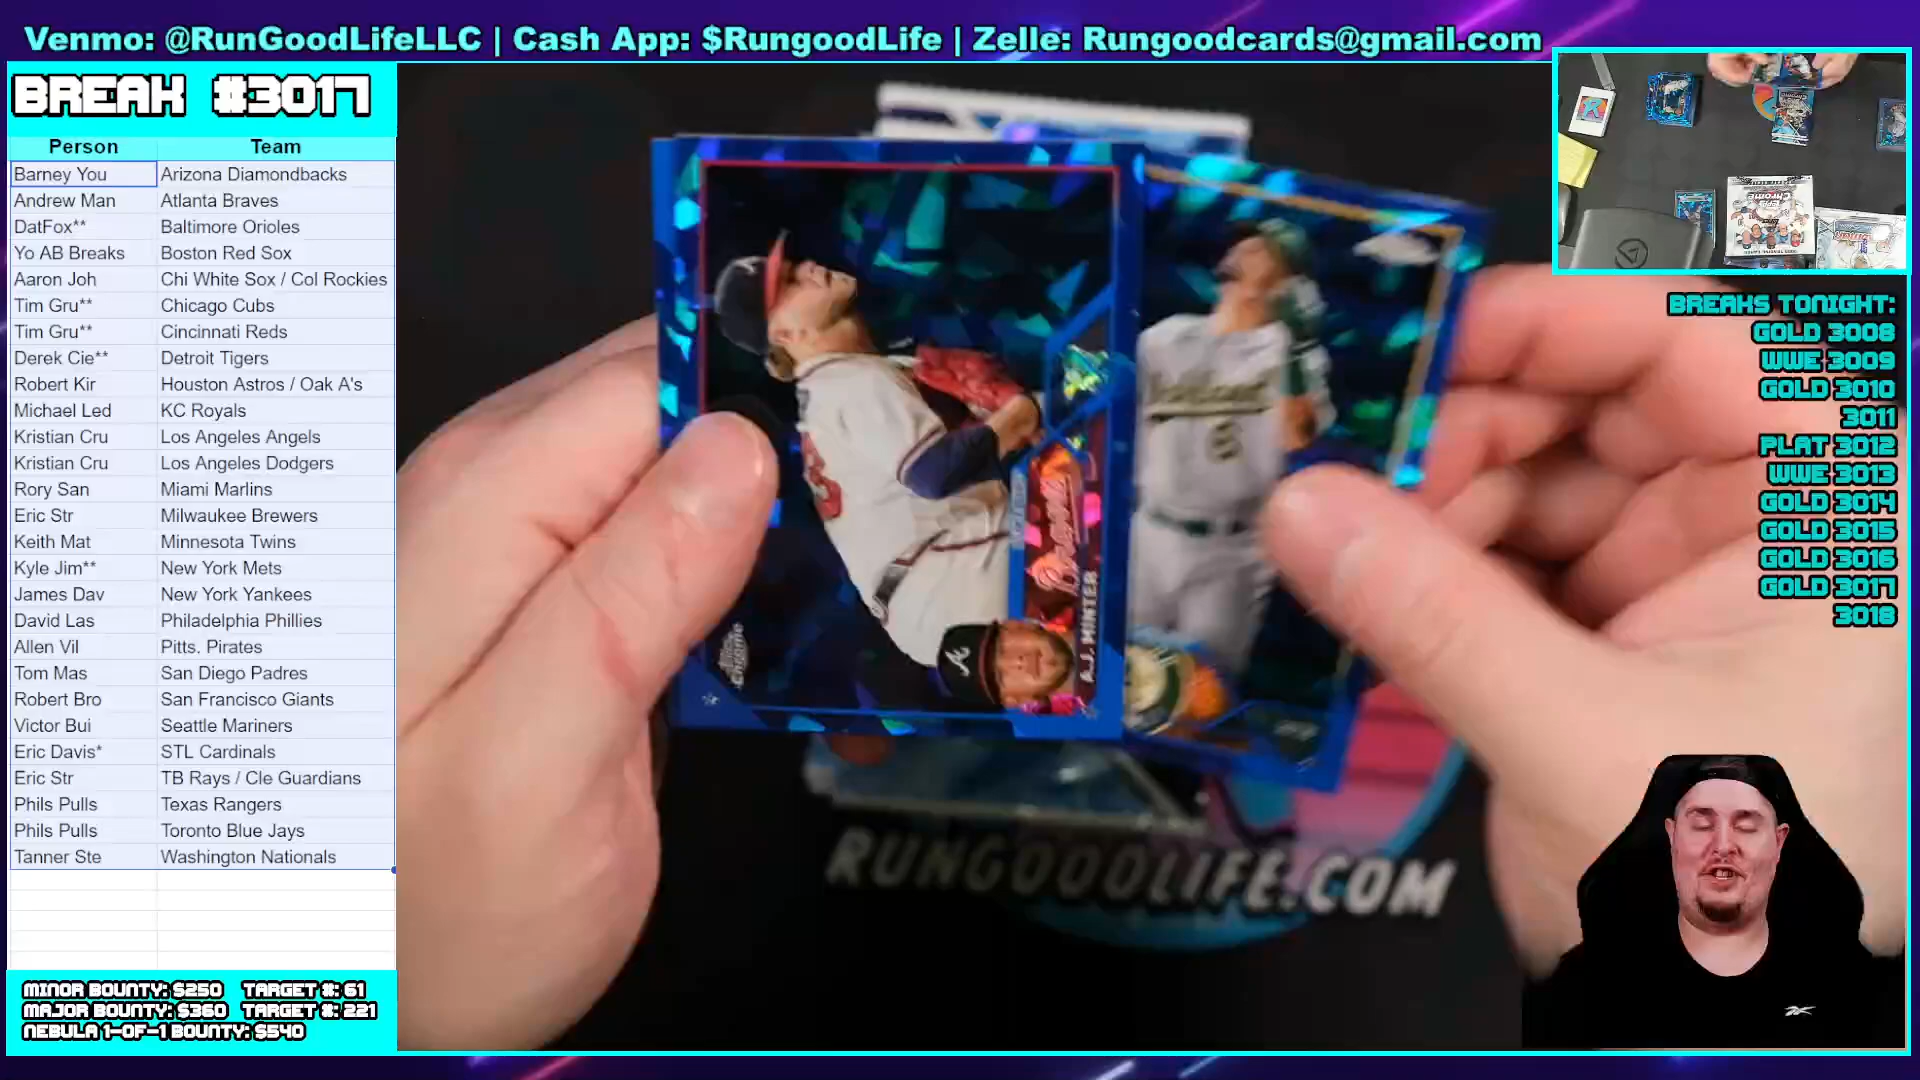 Venmo: @RunGoodLifeLLC | Cash App: $RungoodLife | Zelle: Rungoodcards@gmail.com
BREAK #3017
Person Team
Barney You Arizona Diamondbacks
Andrew Man Atlanta Braves
DatFox** Baltimore Orioles
Yo AB Breaks Boston Red Sox
Aaron Joh Chi White Sox / Col Rockies
Tim Gru** Chicago Cubs
Tim Gru** Cincinnati Reds
Derek Cie** Detroit Tigers
Robert Kir Houston Astros / Oak A's
Michael Led KC Royals
Kristian Cru Los Angeles Angels
Kristian Cru Los Angeles Dodgers
Rory San Miami Marlins
Eric Str Milwaukee Brewers
Keith Mat Minnesota Twins
Kyle Jim** New York Mets
James Dav New York Yankees
David Las Philadelphia Phillies
Allen Vil Pitts. Pirates
Tom Mas San Diego Padres
Robert Bro San Francisco Giants
Victor Bui Seattle Mariners
Eric Davis* STL Cardinals
Eric Str TB Rays / Cle Guardians
Phils Pulls Texas Rangers
Phils Pulls Toronto Blue Jays
Tanner Ste Washington Nationals
MINOR BOUNTY: $250 TARGET #: 61
MAJOR BOUNTY: $360 TARGET #: 221
NEBULA 1-OF-1 BOUNTY: $540
Braves
A.J. MINTER
A
Topps Chrome
6
RUNGOODLIFE.COM
BREAKS TONIGHT:
GOLD 3008
WWE 3009
GOLD 3010
3011
PLAT 3012
WWE 3013
GOLD 3014
GOLD 3015
GOLD 3016
GOLD 3017
3018